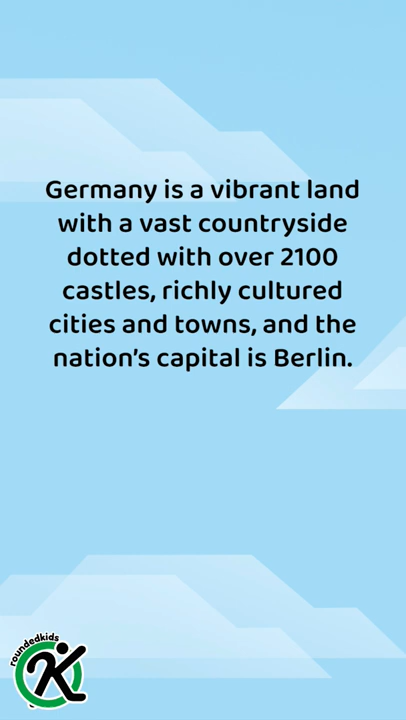 Germany is a vibrant land
with a vast countryside
dotted with over 2100
castles, richly cultured
cities and towns, and the
nation's capital is Berlin.
roundedkids
K